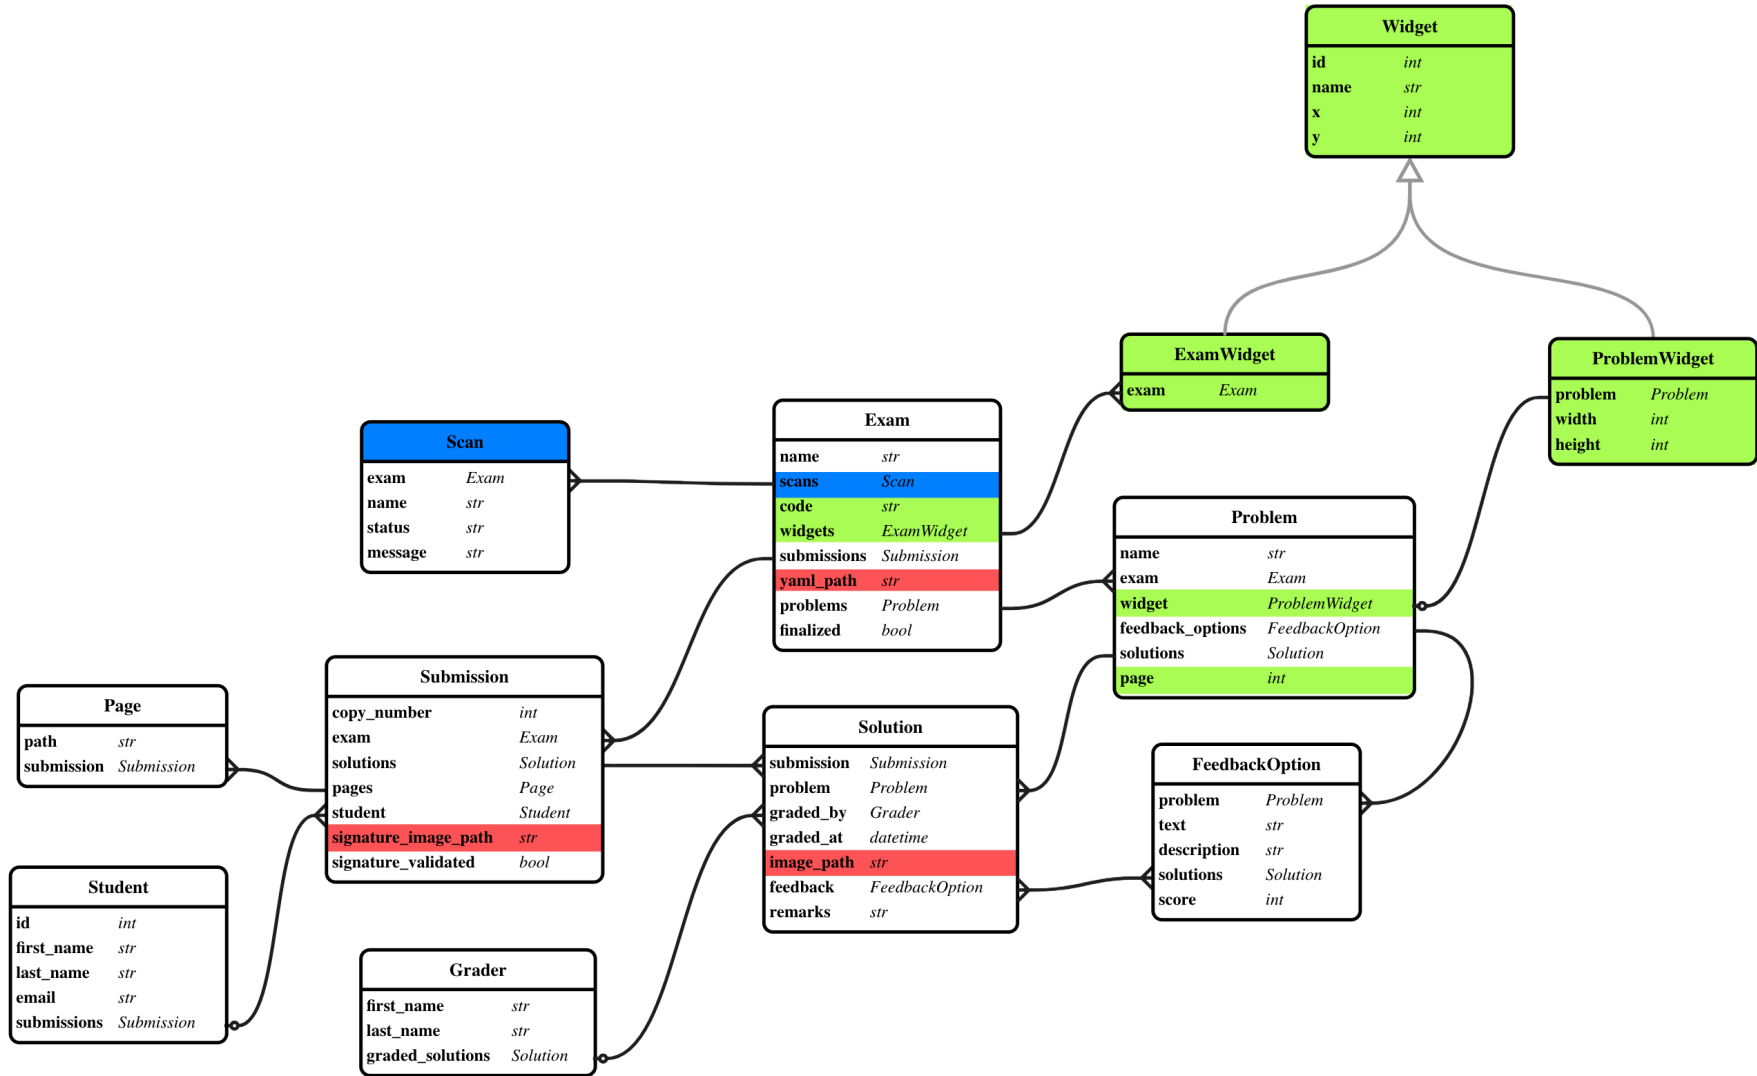 Widget
id int
name str
x int
y int
ExamWidget
exam Exam
ProblemWidget
problem Problem
width int
height int
Scan
exam Exam
name str
status str
message str
Exam
name str
scans Scan
code str
widgets ExamWidget
submissions Submission
yaml_path str
problems Problem
finalized bool
Problem
name str
exam Exam
widget ProblemWidget
feedback_options FeedbackOption
solutions Solution
page int
Page
path str
submission Submission
Submission
copy_number int
exam Exam
solutions Solution
pages Page
student Student
signature_image_path str
signature_validated bool
Solution
submission Submission
problem Problem
graded_by Grader
graded_at datetime
image_path str
feedback FeedbackOption
remarks str
FeedbackOption
problem Problem
text str
description str
solutions Solution
score int
Student
id int
first_name str
last_name str
email str
submissions Submission
Grader
first_name str
last_name str
graded_solutions Solution